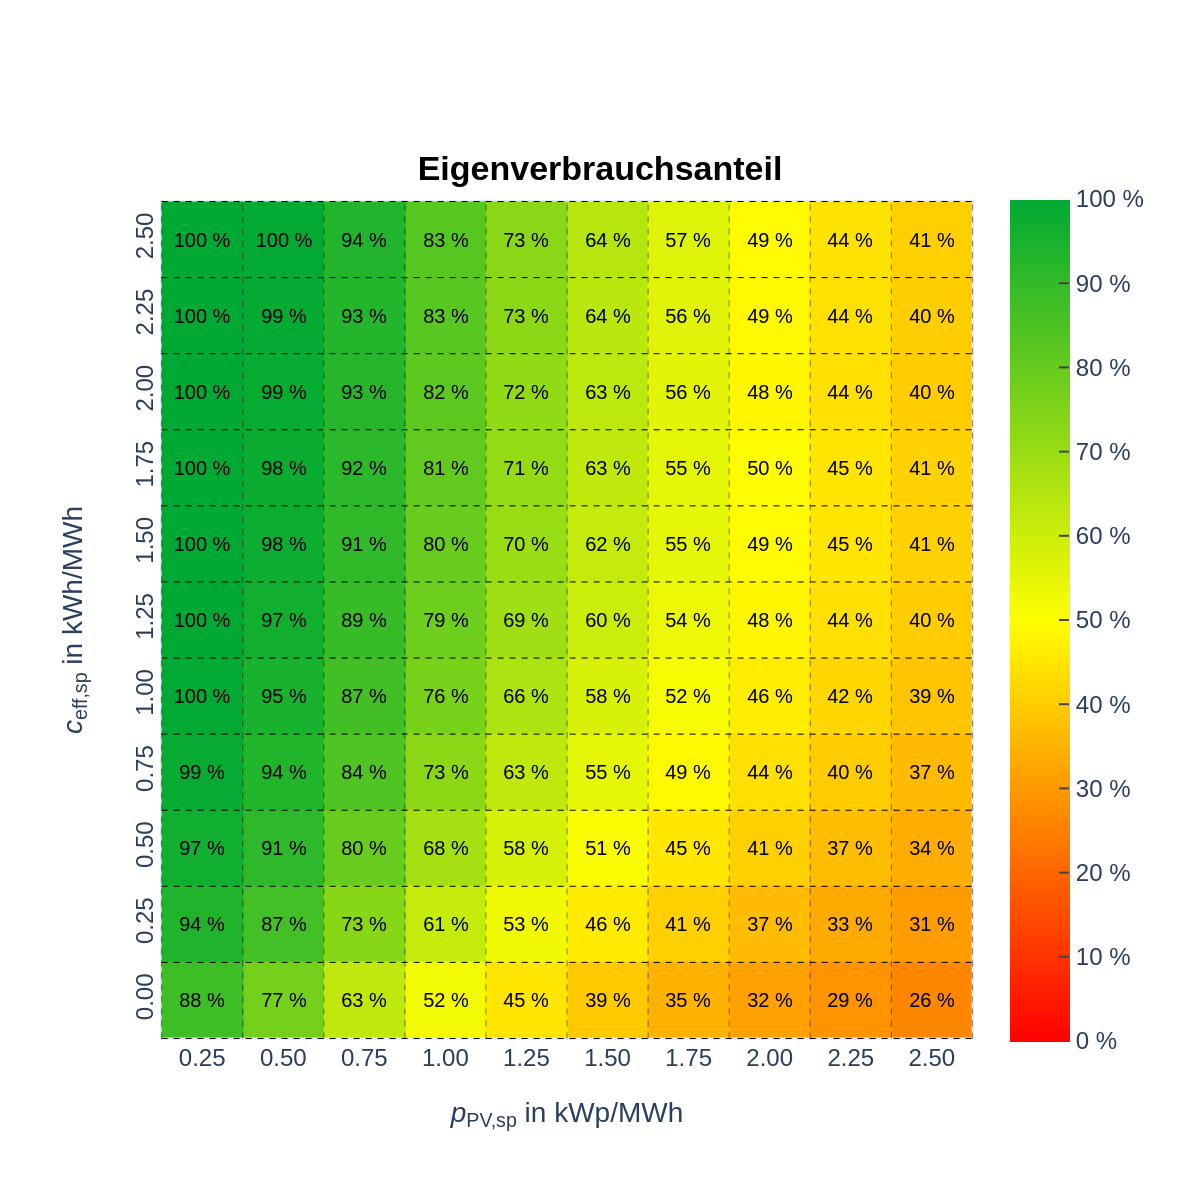 Eigenverbrauchsanteil
2.50 100 % 100 % 94 % 83 % 73 % 64 % 57 % 49 % 44 % 41 %
2.25 100 % 99 % 93 % 83 % 73 % 64 % 56 % 49 % 44 % 40 %
2.00 100 % 99 % 93 % 82 % 72 % 63 % 56 % 48 % 44 % 40 %
1.75 100 % 98 % 92 % 81 % 71 % 63 % 55 % 50 % 45 % 41 %
1.50 100 % 98 % 91 % 80 % 70 % 62 % 55 % 49 % 45 % 41 %
1.25 100 % 97 % 89 % 79 % 69 % 60 % 54 % 48 % 44 % 40 %
1.00 100 % 95 % 87 % 76 % 66 % 58 % 52 % 46 % 42 % 39 %
0.75 99 % 94 % 84 % 73 % 63 % 55 % 49 % 44 % 40 % 37 %
0.50 97 % 91 % 80 % 68 % 58 % 51 % 45 % 41 % 37 % 34 %
0.25 94 % 87 % 73 % 61 % 53 % 46 % 41 % 37 % 33 % 31 %
0.00 88 % 77 % 63 % 52 % 45 % 39 % 35 % 32 % 29 % 26 %
0.25 0.50 0.75 1.00 1.25 1.50 1.75 2.00 2.25 2.50
pPV,sp in kWp/MWh
ceff,sp in kWh/MWh
100 %
90 %
80 %
70 %
60 %
50 %
40 %
30 %
20 %
10 %
0 %